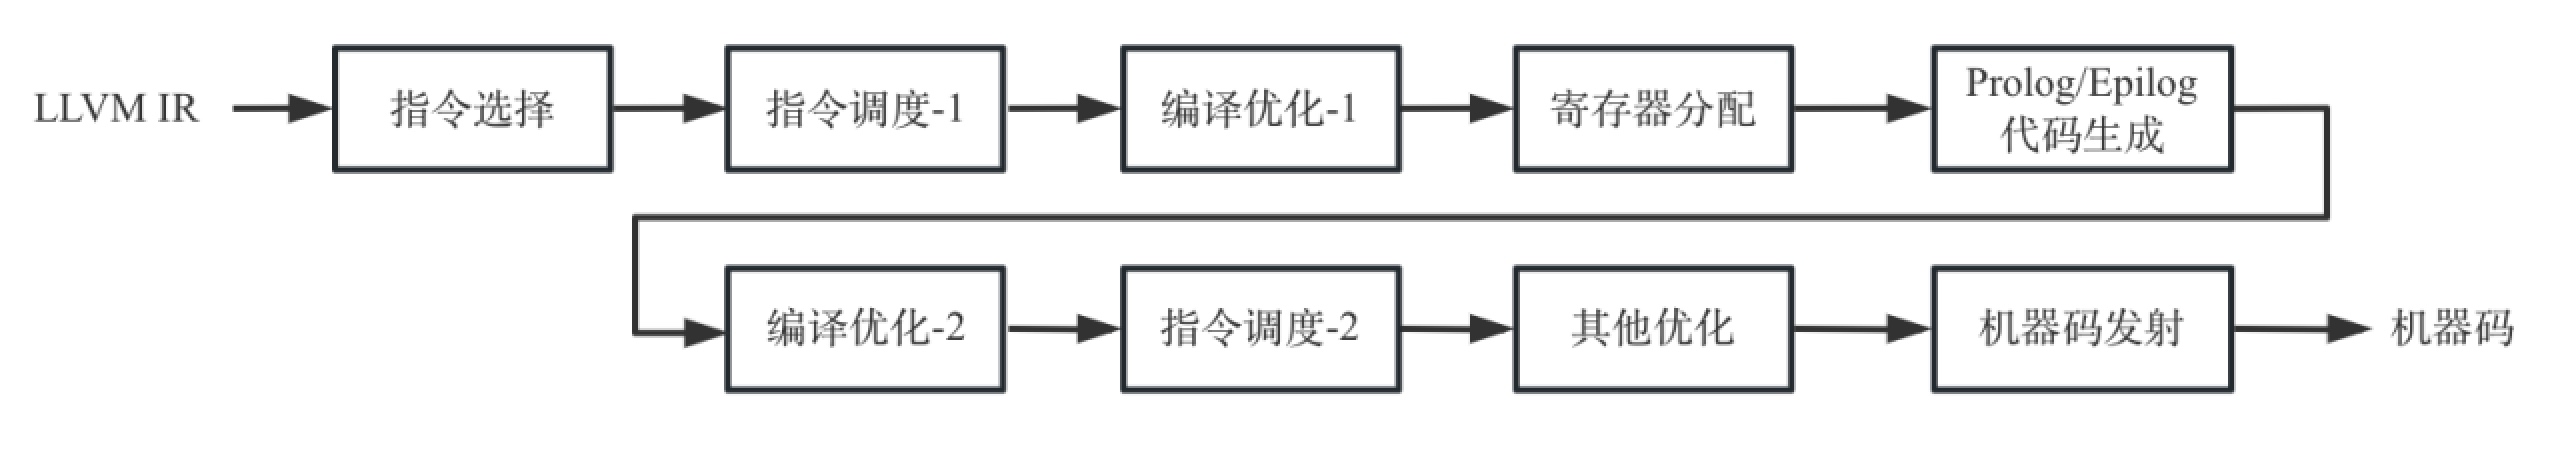 LLVM IR
指令选择
指令调度-1
编译优化-1
寄存器分配
Prolog/Epilog
代码生成
编译优化-2
指令调度-2
其他优化
机器码发射
机器码